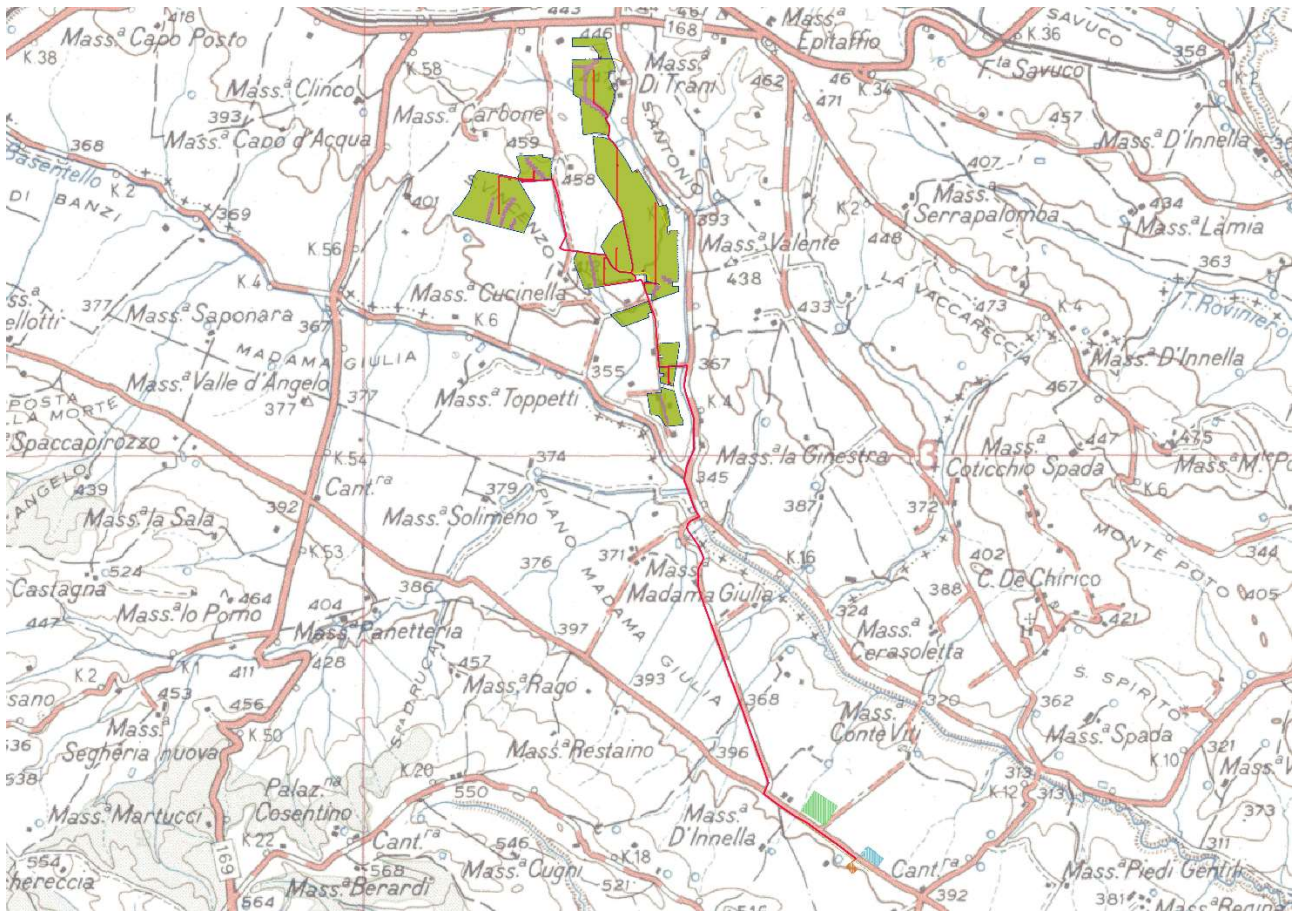 418
Mass.ª Capo Posto
K 38
443
446
467
168
Mass.ª
Epitaffio
SAVUCO
K 36
358
F.ta Savuco
K 2
K 58
Mass.ª Clinco
393
Mass.ª Capo d'Acqua
Mass.ª Carbone
459
447
Mass.ª
Di Trani
S. ANTONIO
462
46
K 34
471
457
Mass.ª D'Innella
368
Basentello
K 2
DI BANZI
369
401
458
S. VINCENZO
393
K 2
407
Mass.ª
Serrapalomba
434
Mass.ª Lamia
K 56
K 4
Mass.ª Valente
448
438
363
377
Mass.ª Saponara
367
Mass.ª Cucinella
K 6
433
LA VACCARECCIA
473
K 4
T. Roviniero
ellotti
MADAMA GIULIA
Mass.ª Valle d'Angelo
377
377
355
367
Mass.ª D'Innella
467
POSTA
LA MORTE
Mass.ª Toppetti
K 4
Spaccapirozzo
K 54
374
Mass.ª la Ginestra
345
Mass.ª
Coticchio Spada
447
475
K 6
ANGELO
439
Cant.ra
392
379
387
372
Mass.ª la Sala
Mass.ª Solimeno
PIANO MADAMA GIULIA
K 53
371
K 16
402
MONTE POTO
344
524
376
Mass.ª
Madama Giulia
C. De Chirico
405
Castagna
386
388
Mass.ª lo Porno
464
404
324
421
447
Mass.ª Panetteria
397
Mass.ª
Cerasoletta
K 2
K 1
411
428
457
Mass.ª Rago
393
S. SPIRITO
sano
453
456
368
320
362
Mass.ª
Segheria nuova
K 50
Mass.ª Restaino
396
Mass.ª
Conte Viti
Mass.ª Spada
K 10
321
K 20
313
313
K 12
Palaz.na
Cosentino
550
373
Mass.ª Martucci
Mass.ª
D'Innella
K 22
Cant.ra
546
K 18
311
554
169
568
Mass.ª Cugni
521
Cant.ra
392
Mass.ª Piedi Gentili
hereccia
564
Mass.ª Berardi
381